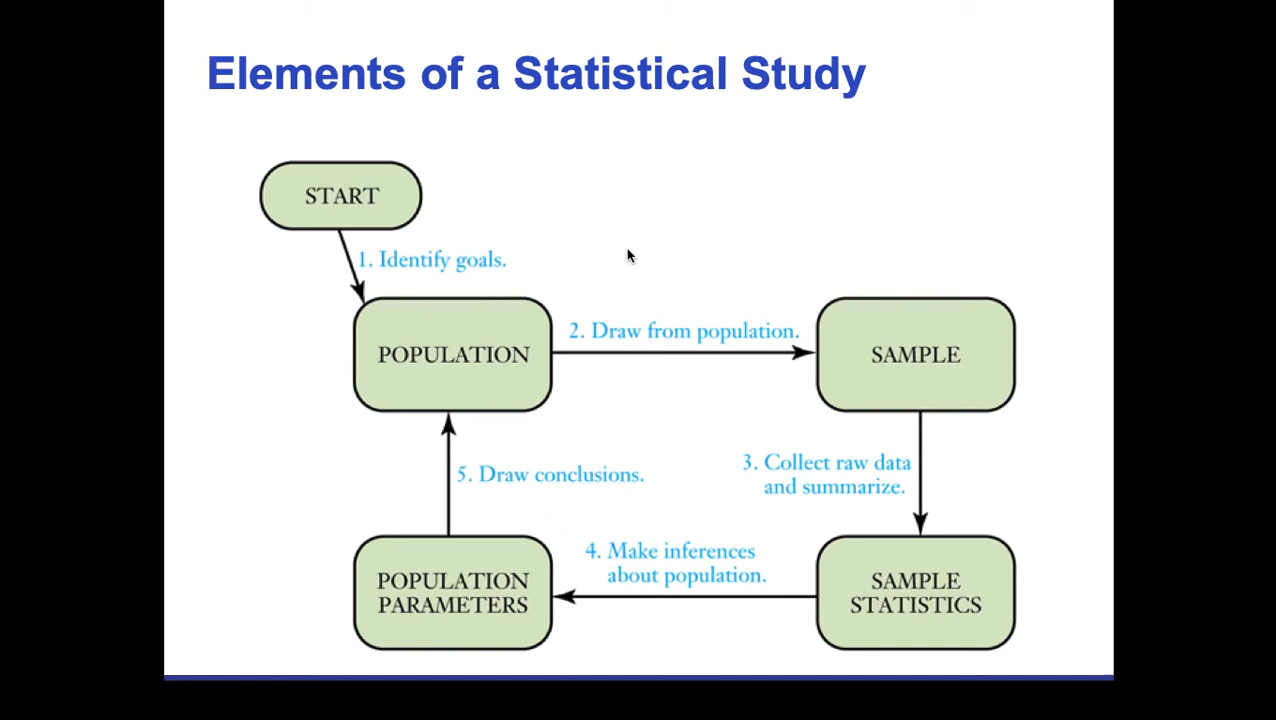 Elements of a Statistical Study
START
1. Identify goals.
POPULATION
2. Draw from population.
SAMPLE
3. Collect raw data
and summarize.
SAMPLE
STATISTICS
4. Make inferences
about population.
POPULATION
PARAMETERS
5. Draw conclusions.